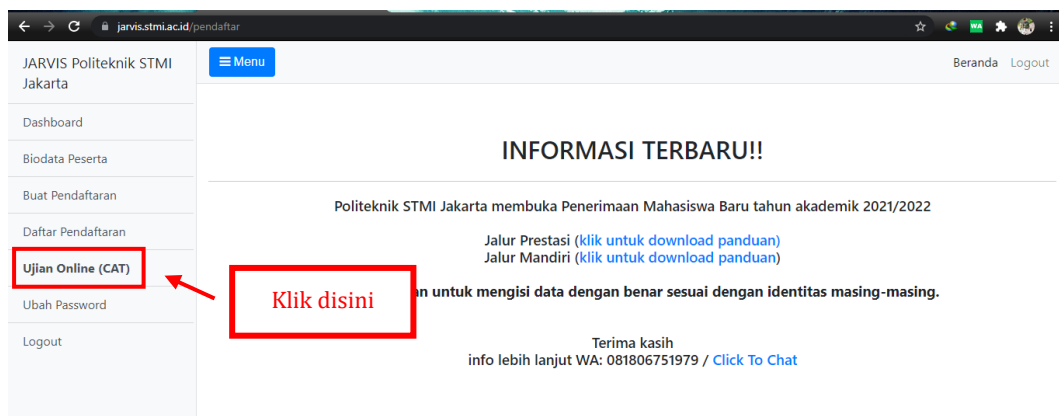 jarvis.stmi.ac.id/pendaftar
WA
JARVIS Politeknik STMI
Jakarta
Menu
Beranda Logout
Dashboard
Biodata Peserta
Buat Pendaftaran
Daftar Pendaftaran
Ujian Online (CAT)
Ubah Password
Logout
INFORMASI TERBARU!!
Politeknik STMI Jakarta membuka Penerimaan Mahasiswa Baru tahun akademik 2021/2022
Jalur Prestasi (klik untuk download panduan)
Jalur Mandiri (klik untuk download panduan)
Klik disini
untuk mengisi data dengan benar sesuai dengan identitas masing-masing.
Terima kasih
info lebih lanjut WA: 081806751979 / Click To Chat